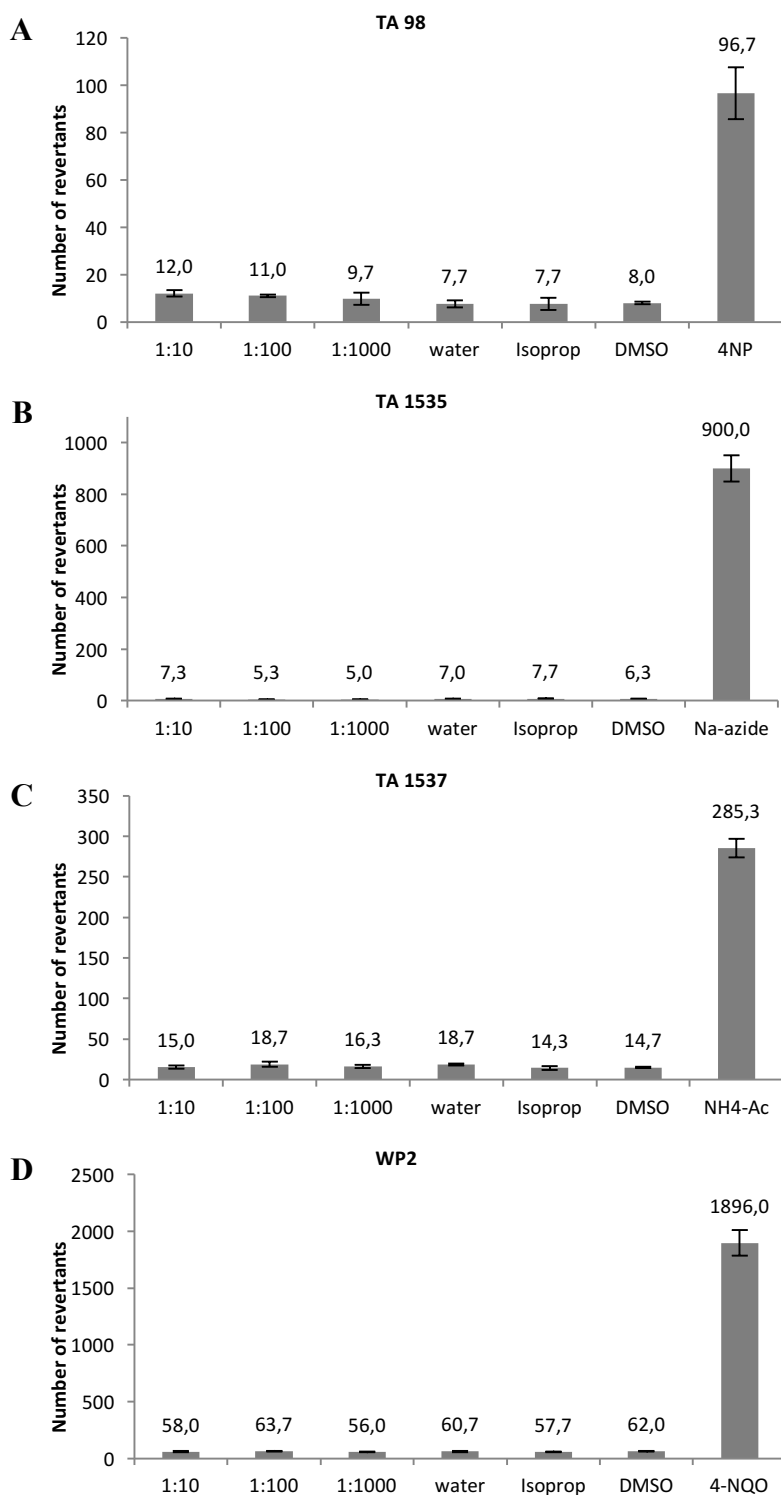 A
TA 98
120
100
80
60
40
20
0
Number of revertants
12,0 11,0 9,7 7,7 7,7 8,0 96,7
1:10 1:100 1:1000 water Isoprop DMSO 4NP
B
TA 1535
1000
800
600
400
200
0
Number of revertants
7,3 5,3 5,0 7,0 7,7 6,3 900,0
1:10 1:100 1:1000 water Isoprop DMSO Na-azide
C
TA 1537
350
300
250
200
150
100
50
0
Number of revertants
15,0 18,7 16,3 18,7 14,3 14,7 285,3
1:10 1:100 1:1000 water Isoprop DMSO NH4-Ac
D
WP2
2500
2000
1500
1000
500
0
Number of revertants
58,0 63,7 56,0 60,7 57,7 62,0 1896,0
1:10 1:100 1:1000 water Isoprop DMSO 4-NQO